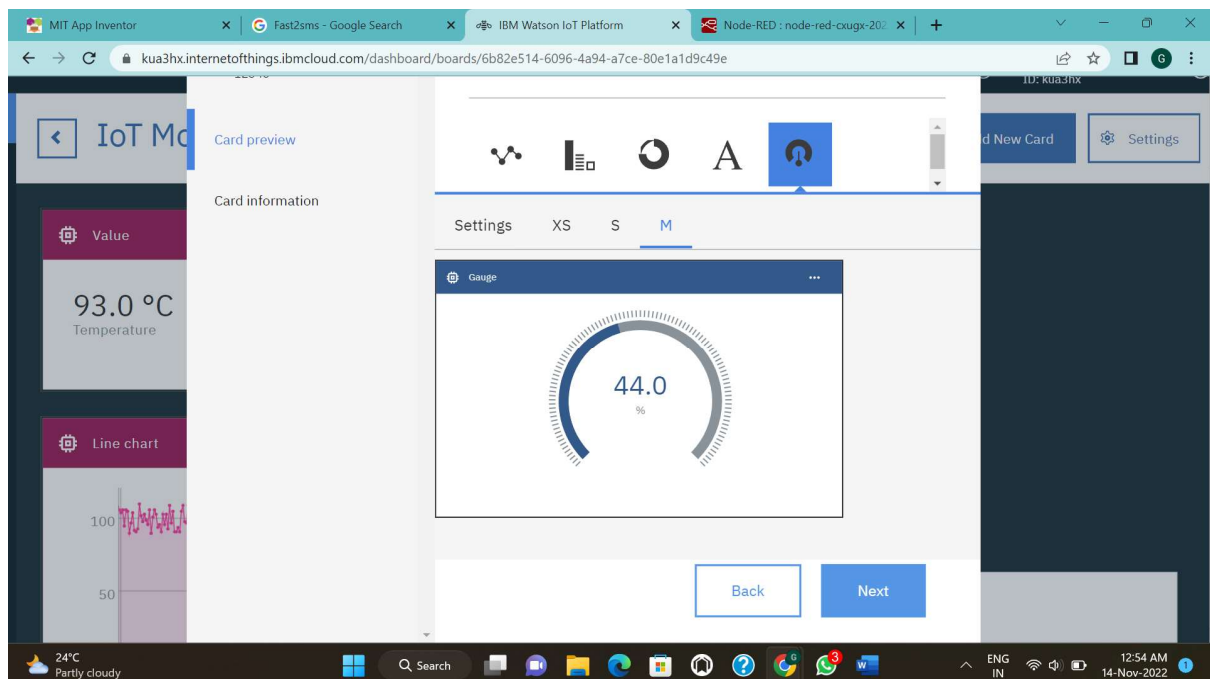 MIT App Inventor
Fast2sms - Google Search
IBM Watson IoT Platform
Node-RED : node-red-cxugx-202
kua3hx.internetofthings.ibmcloud.com/dashboard/boards/6b82e514-6096-4a94-a7ce-80e1a1d9c49e
G
ID: kua3hx
IoT Mo
Card preview
A
d New Card
Settings
Card information
Settings XS S M
Value
93.0 °C
Temperature
Gauge
44.0
%
Line chart
100
50
Back
Next
24°C
Partly cloudy
Search
G
3
W
ENG
IN
12:54 AM
14-Nov-2022
1